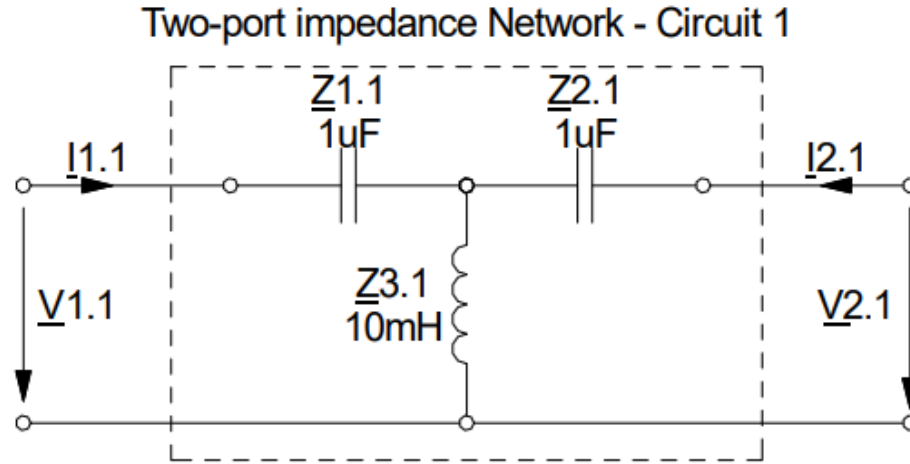 Two-port impedance Network - Circuit 1
Z1.1
1uF
Z2.1
1uF
I1.1
I2.1
Z3.1
10mH
V1.1
V2.1